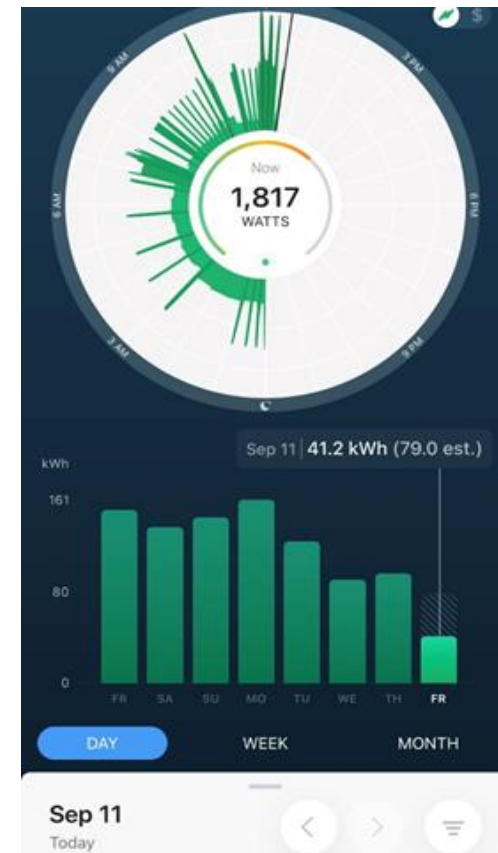 $
9 AM
3 PM
Now
1,817
WATTS
6 AM
6 PM
3 AM
9 PM
Sep 11 | 41.2 kWh (79.0 est.)
kWh
161
80
0
FR SA SU MO TU WE TH FR
DAY WEEK MONTH
Sep 11
Today